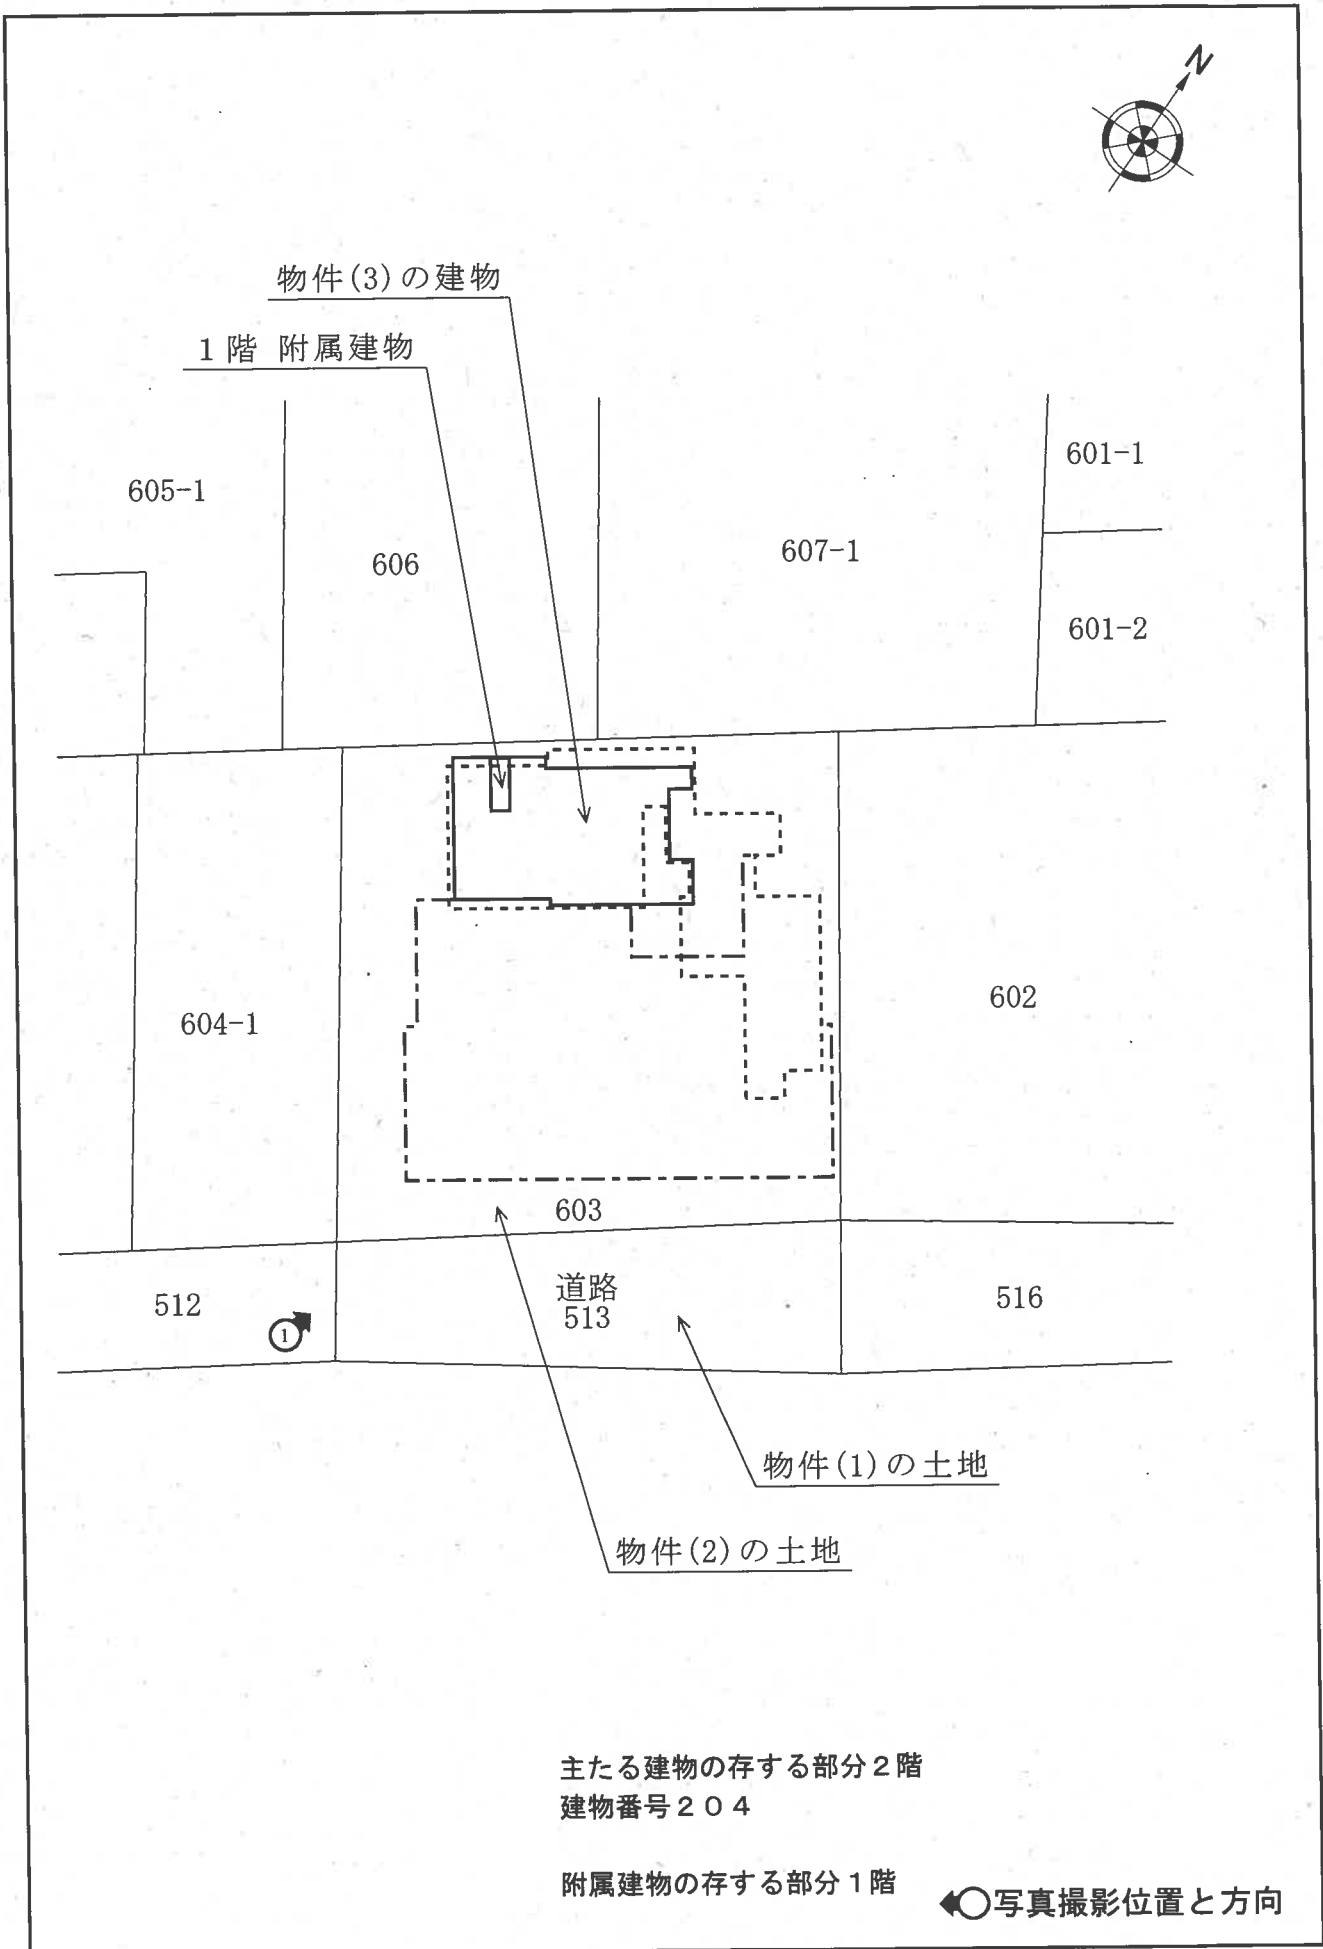 N
物件(3)の建物
1階 附属建物
601-1
605-1
607-1
606
601-2
602
604-1
603
道路
513
512
①
516
物件(1)の土地
物件(2)の土地
主たる建物の存する部分2階
建物番号204
附属建物の存する部分1階
写真撮影位置と方向